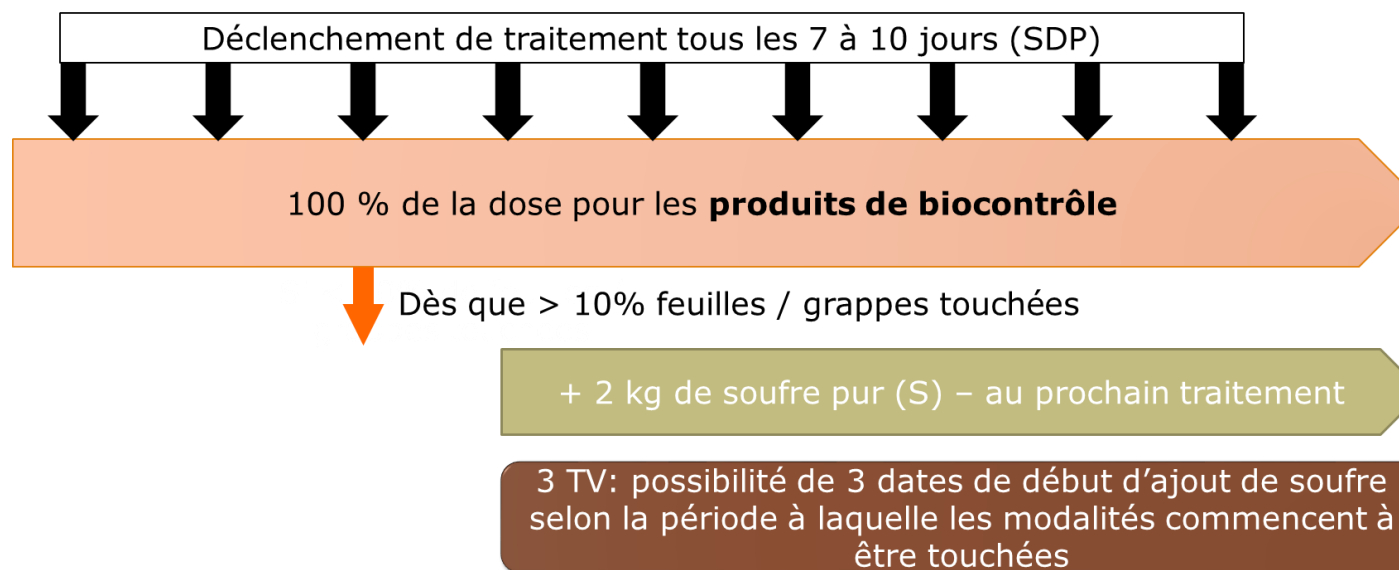 Déclenchement de traitement tous les 7 à 10 jours (SDP)
100 % de la dose pour les produits de biocontrôle
Dès que > 10% feuilles / grappes touchées
+ 2 kg de soufre pur (S) – au prochain traitement
3 TV: possibilité de 3 dates de début d’ajout de soufre
selon la période à laquelle les modalités commencent à
être touchées